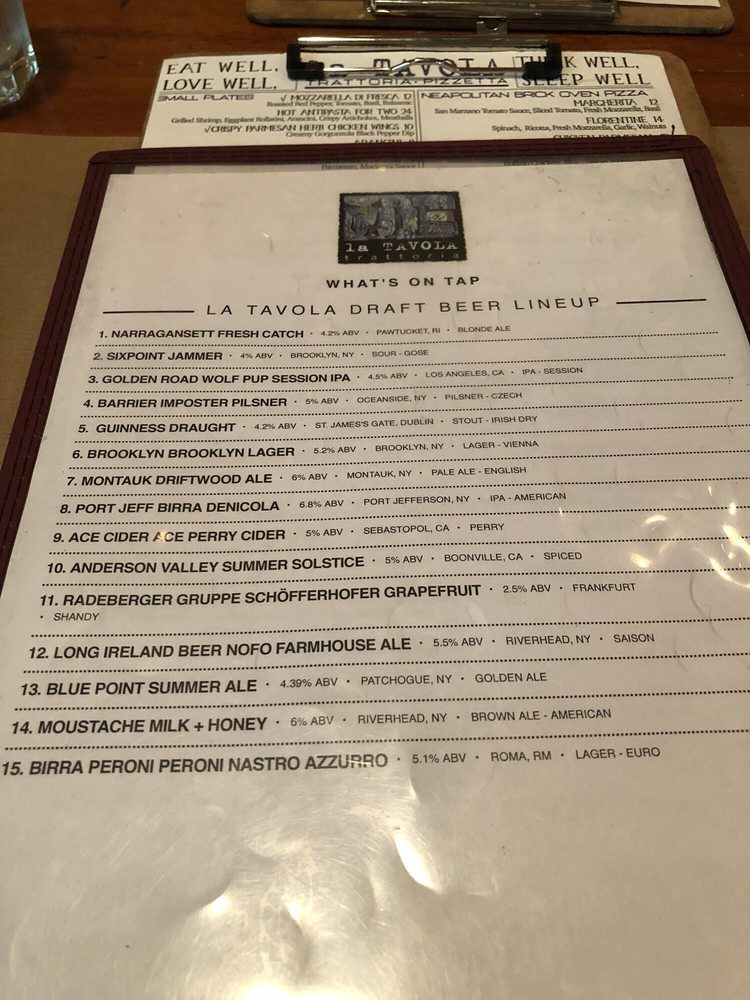 EAT WELL,
LOVE WELL,
la TAVOLA
TRATTORIA · PIZZETTA
WELL,
SLEEP WELL
SMALL PLATES
√ MOZZARELLA DI FRESCA 12
Roasted Red Pepper, Tomato, Basil, Balsamic
HOT ANTIPASTA FOR TWO 24
Grilled Shrimp, Eggplant Rollatini, Arancini, Crispy Artichokes, Meatballs
√CRISPY PARMESAN HERB CHICKEN WINGS 10
Creamy Gorgonzola Black Pepper Dip
NEAPOLITAN BRICK OVEN PIZZA
MARGHERITA 12
San Marzano Tomato Sauce, Sliced Tomato, Fresh Mozzarella, Basil
FLORENTINE 14
Spinach, Ricotta, Fresh Mozzarella, Garlic, Walnuts
la TAVOLA
trattoria
WHAT'S ON TAP
LA TAVOLA DRAFT BEER LINEUP
1. NARRAGANSETT FRESH CATCH · 4.2% ABV · PAWTUCKET, RI · BLONDE ALE
2. SIXPOINT JAMMER · 4% ABV · BROOKLYN, NY · SOUR - GOSE
3. GOLDEN ROAD WOLF PUP SESSION IPA · 4.5% ABV · LOS ANGELES, CA · IPA - SESSION
4. BARRIER IMPOSTER PILSNER · 5% ABV · OCEANSIDE, NY · PILSNER - CZECH
5. GUINNESS DRAUGHT · 4.2% ABV · ST. JAMES'S GATE, DUBLIN · STOUT - IRISH DRY
6. BROOKLYN BROOKLYN LAGER · 5.2% ABV · BROOKLYN, NY · LAGER - VIENNA
7. MONTAUK DRIFTWOOD ALE · 6% ABV · MONTAUK, NY · PALE ALE - ENGLISH
8. PORT JEFF BIRRA DENICOLA · 6.8% ABV · PORT JEFFERSON, NY · IPA - AMERICAN
9. ACE CIDER ACE PERRY CIDER · 5% ABV · SEBASTOPOL, CA · PERRY
10. ANDERSON VALLEY SUMMER SOLSTICE · 5% ABV · BOONVILLE, CA · SPICED
11. RADEBERGER GRUPPE SCHÖFFERHOFER GRAPEFRUIT · 2.5% ABV · FRANKFURT
· SHANDY
12. LONG IRELAND BEER NOFO FARMHOUSE ALE · 5.5% ABV · RIVERHEAD, NY · SAISON
13. BLUE POINT SUMMER ALE · 4.39% ABV · PATCHOGUE, NY · GOLDEN ALE
14. MOUSTACHE MILK + HONEY · 6% ABV · RIVERHEAD, NY · BROWN ALE - AMERICAN
15. BIRRA PERONI PERONI NASTRO AZZURRO · 5.1% ABV · ROMA, RM · LAGER - EURO